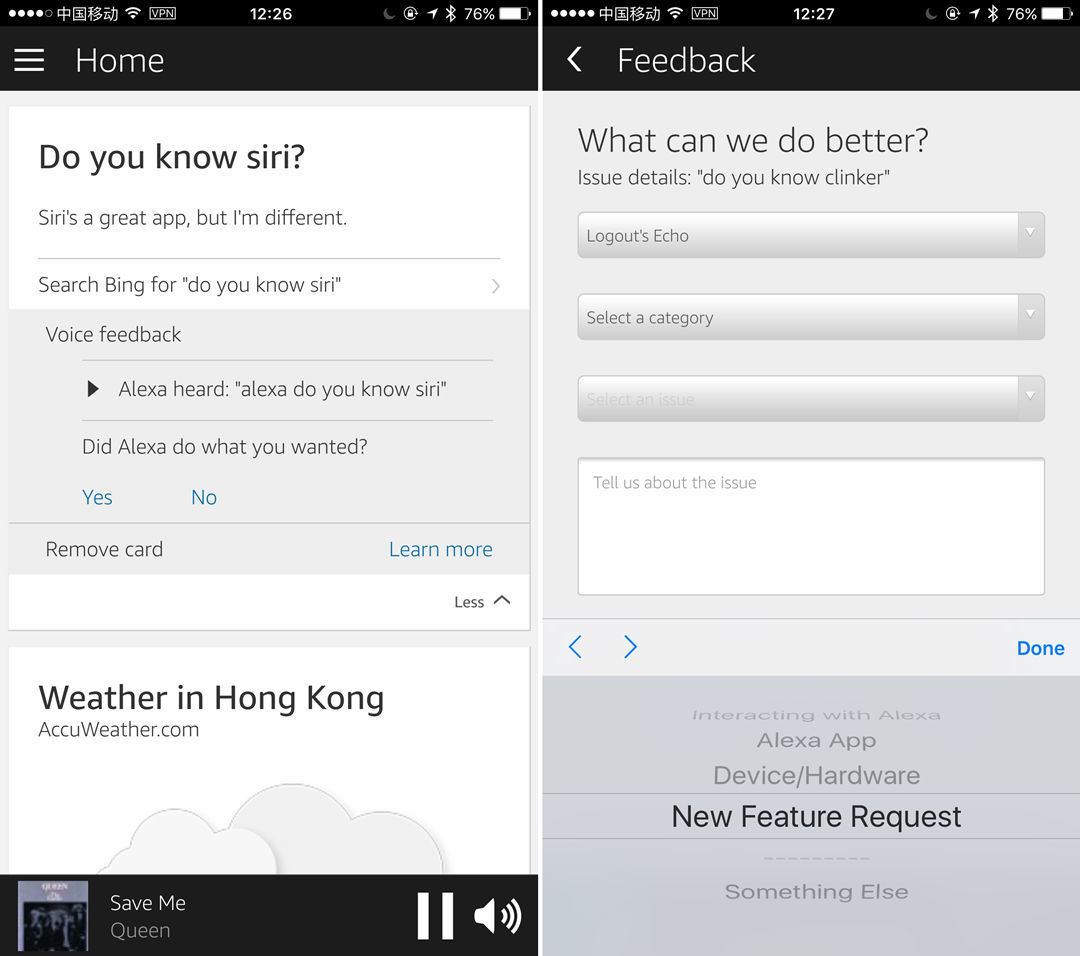 中国移动 VPN 12:26 76%
Home
Do you know siri?
Siri's a great app, but I'm different.
Search Bing for "do you know siri"
Voice feedback
Alexa heard: "alexa do you know siri"
Did Alexa do what you wanted?
Yes No
Remove card Learn more
Less
Weather in Hong Kong
AccuWeather.com
QUEEN
Save Me
Queen
中国移动 VPN 12:27 76%
Feedback
What can we do better?
Issue details: "do you know clinker"
Logout's Echo
Select a category
Select an issue
Tell us about the issue
Done
Interacting with Alexa
Alexa App
Device/Hardware
New Feature Request
---------
Something Else